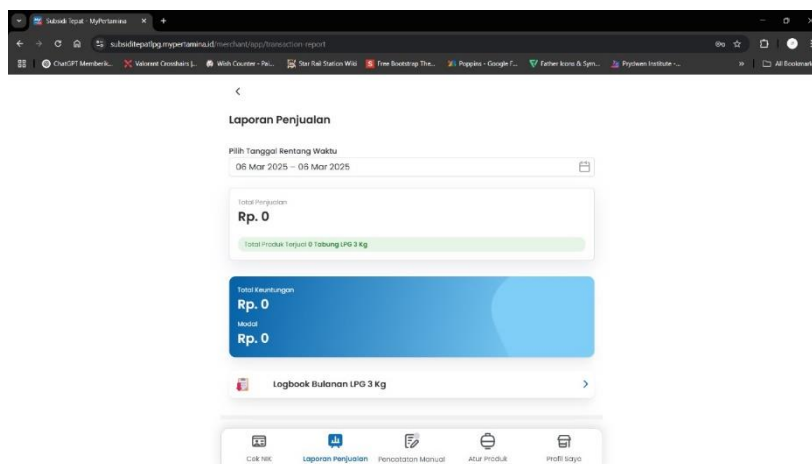 Subsidi Tepat - MyPertamina
subsiditepatlpg.mypertamina.id/merchant/app/transaction-report
ChatGPT Memberik... Valorant Crosshairs |... Wish Counter - Pai... Star Rail Station Wiki Free Bootstrap The... Poppins - Google F... Feather Icons & Sym... Prydwen Institute -... » All Bookmark
Laporan Penjualan
Pilih Tanggal Rentang Waktu
06 Mar 2025 – 06 Mar 2025
Total Penjualan
Rp. 0
Total Produk Terjual 0 Tabung LPG 3 Kg
Total Keuntungan
Rp. 0
Modal
Rp. 0
Logbook Bulanan LPG 3 Kg
Cek NIK Laporan Penjualan Pencatatan Manual Atur Produk Profil Saya